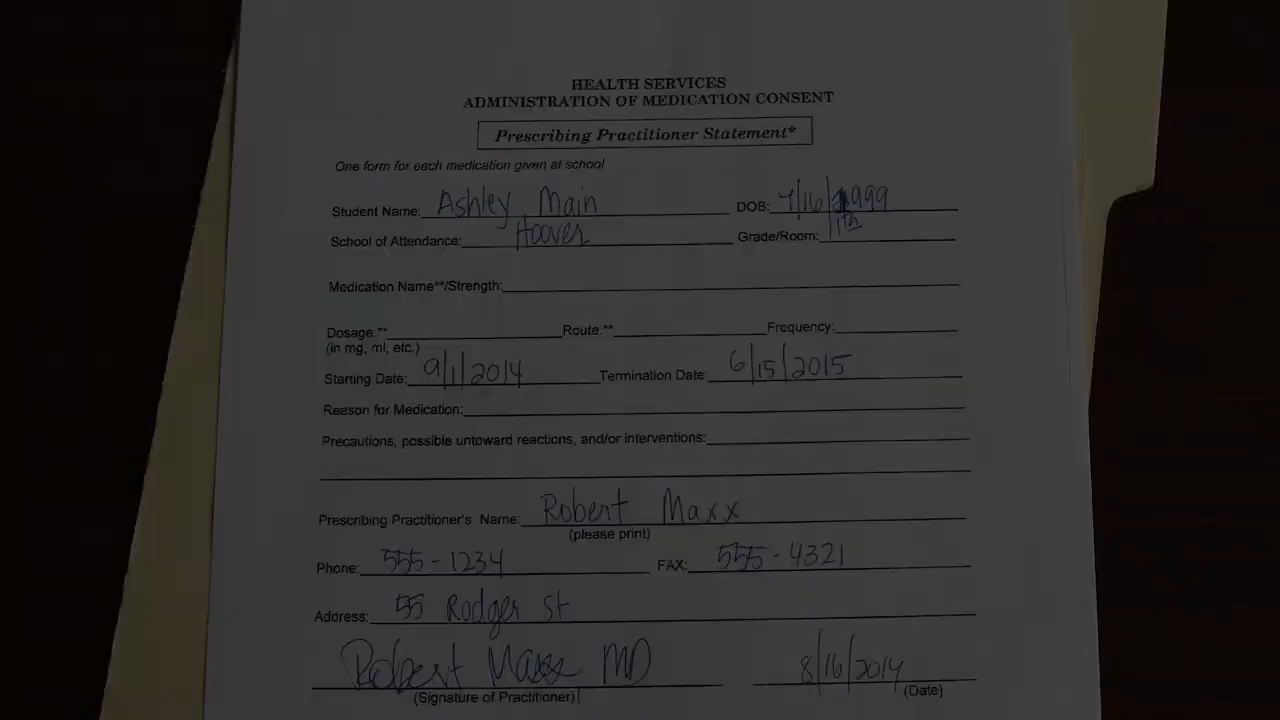 HEALTH SERVICES
ADMINISTRATION OF MEDICATION CONSENT
Prescribing Practitioner Statement*
One form for each medication given at school
Student Name: Ashley Main DOB: 7/16/1999
School of Attendance: Hoover Grade/Room: 11th
Medication Name**/Strength:
Dosage:** Route:** Frequency:
(in mg, ml, etc.)
Starting Date: 9/1/2014 Termination Date: 6/15/2015
Reason for Medication:
Precautions, possible untoward reactions, and/or interventions:
Prescribing Practitioner's Name: Robert Maxx
(please print)
Phone: 555-1234 FAX: 555-4321
Address: 55 Rodger St
Robert Maxx MD 8/16/2014
(Signature of Practitioner) (Date)